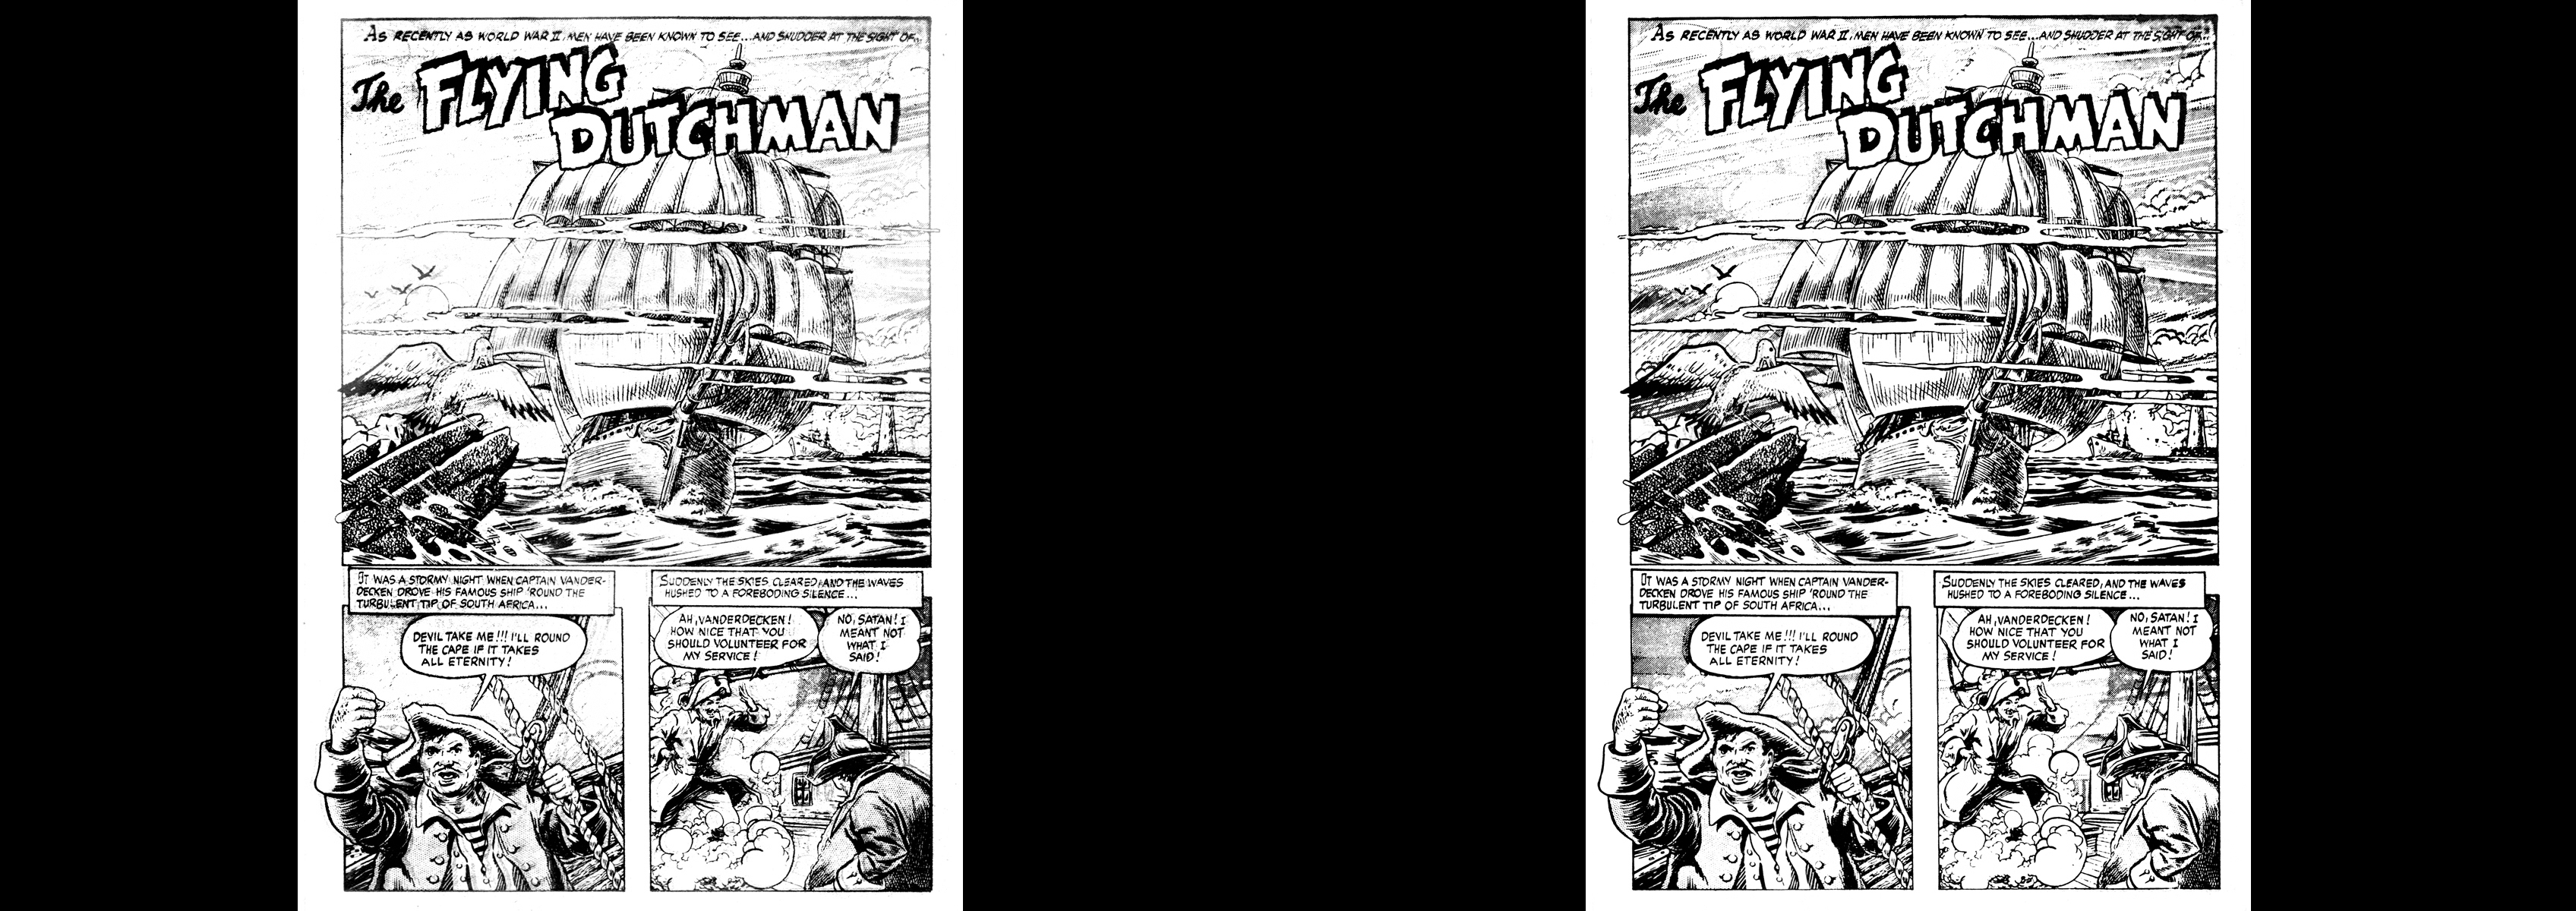 AS RECENTLY AS WORLD WAR II, MEN HAVE BEEN KNOWN TO SEE...AND SHUDDER AT THE SIGHT OF...
The FLYING
DUTCHMAN
IT WAS A STORMY NIGHT WHEN CAPTAIN VANDER-
DECKEN DROVE HIS FAMOUS SHIP 'ROUND THE
TURBULENT TIP OF SOUTH AFRICA...
DEVIL TAKE ME!!! I'LL ROUND
THE CAPE IF IT TAKES
ALL ETERNITY!
SUDDENLY THE SKIES CLEARED, AND THE WAVES
HUSHED TO A FOREBODING SILENCE...
AH, VANDERDECKEN!
HOW NICE THAT YOU
SHOULD VOLUNTEER FOR
MY SERVICE!
NO, SATAN! I
MEANT NOT
WHAT I
SAID!
AS RECENTLY AS WORLD WAR II, MEN HAVE BEEN KNOWN TO SEE...AND SHUDDER AT THE SIGHT OF...
The FLYING
DUTCHMAN
IT WAS A STORMY NIGHT WHEN CAPTAIN VANDER-
DECKEN DROVE HIS FAMOUS SHIP 'ROUND THE
TURBULENT TIP OF SOUTH AFRICA...
DEVIL TAKE ME!!! I'LL ROUND
THE CAPE IF IT TAKES
ALL ETERNITY!
SUDDENLY THE SKIES CLEARED, AND THE WAVES
HUSHED TO A FOREBODING SILENCE...
AH, VANDERDECKEN!
HOW NICE THAT YOU
SHOULD VOLUNTEER FOR
MY SERVICE!
NO, SATAN! I
MEANT NOT
WHAT I
SAID!